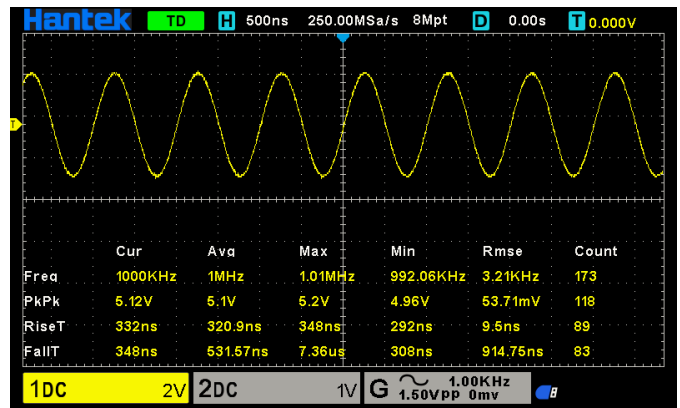 Hantek TD H 500ns 250.00MSa/s 8Mpt D 0.00s T 0.000V
T
Cur Avg Max Min Rmse Count
Freq 1000KHz 1MHz 1.01MHz 992.06KHz 3.21KHz 173
PkPk 5.12V 5.1V 5.2V 4.96V 53.71mV 118
RiseT 332ns 320.9ns 348ns 292ns 9.5ns 89
FallT 348ns 531.57ns 7.36us 308ns 914.75ns 83
1DC 2V 2DC 1V G 1.00KHz
1.50Vpp 0mv